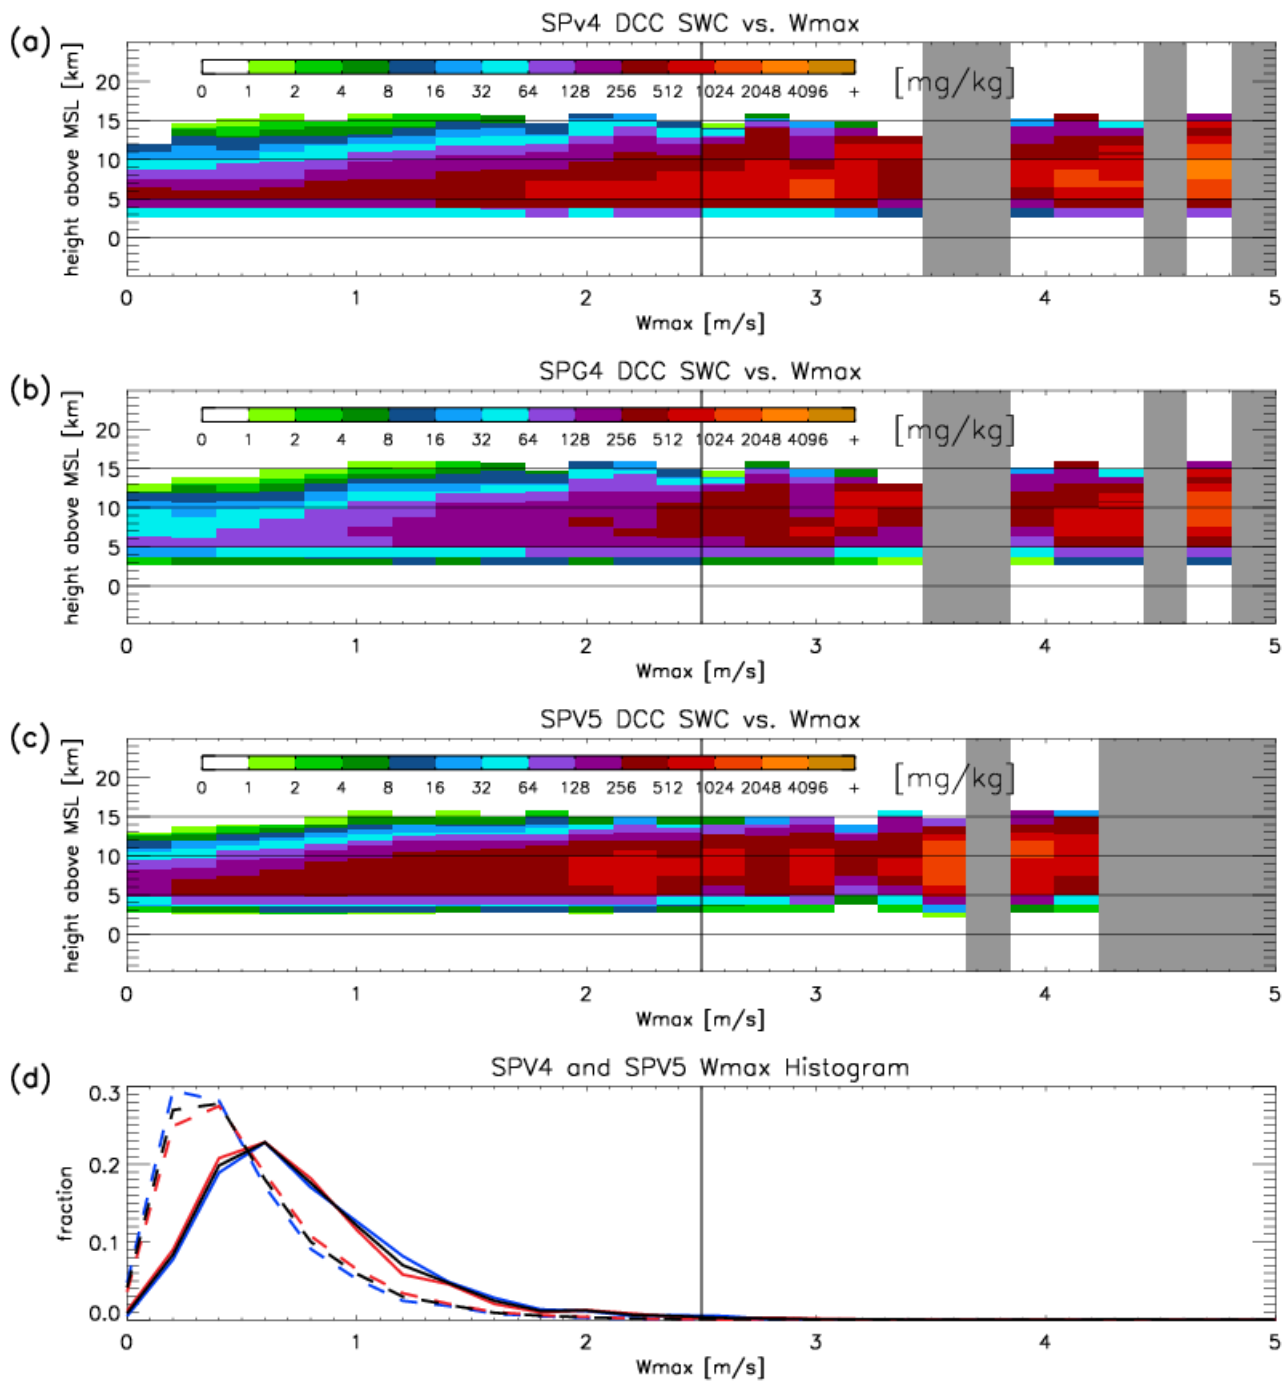 (a)
SPv4 DCC SWC vs. Wmax
height above MSL [km]
20
15
10
5
0
0 1 2 4 8 16 32 64 128 256 512 1024 2048 4096 +
[mg/kg]
0 1 2 3 4 5
Wmax [m/s]
(b)
SPG4 DCC SWC vs. Wmax
height above MSL [km]
20
15
10
5
0
0 1 2 4 8 16 32 64 128 256 512 1024 2048 4096 +
[mg/kg]
0 1 2 3 4 5
Wmax [m/s]
(c)
SPV5 DCC SWC vs. Wmax
height above MSL [km]
20
15
10
5
0
0 1 2 4 8 16 32 64 128 256 512 1024 2048 4096 +
[mg/kg]
0 1 2 3 4 5
Wmax [m/s]
(d)
SPV4 and SPV5 Wmax Histogram
fraction
0.3
0.2
0.1
0.0
0 1 2 3 4 5
Wmax [m/s]